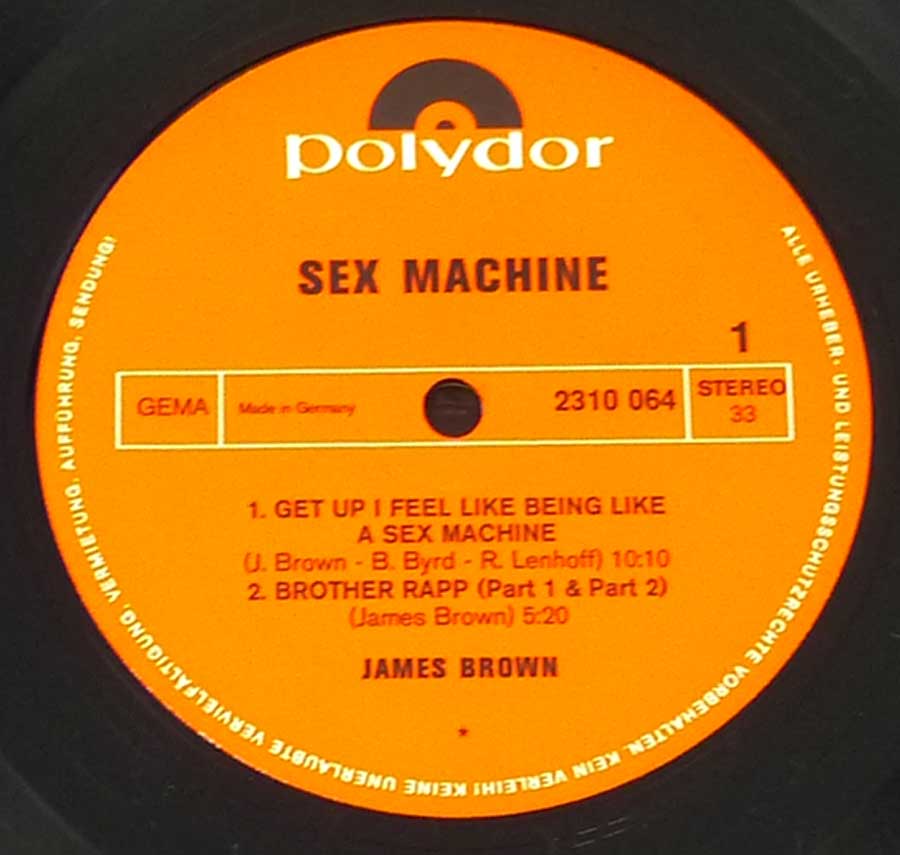 polydor
SEX MACHINE
1
GEMA
Made in Germany
2310 064
STEREO
33
1. GET UP I FEEL LIKE BEING LIKE
A SEX MACHINE
(J. Brown - B. Byrd - R. Lenhoff) 10:10
2. BROTHER RAPP (Part 1 & Part 2)
(James Brown) 5:20
JAMES BROWN
*
ALLE URHEBER- UND LEISTUNGSSCHUTZRECHTE VORBEHALTEN. KEIN VERLEIH! KEINE UNERLAUBTE VERVIELFÄLTIGUNG, VERMIETUNG, AUFFÜHRUNG, SENDUNG!